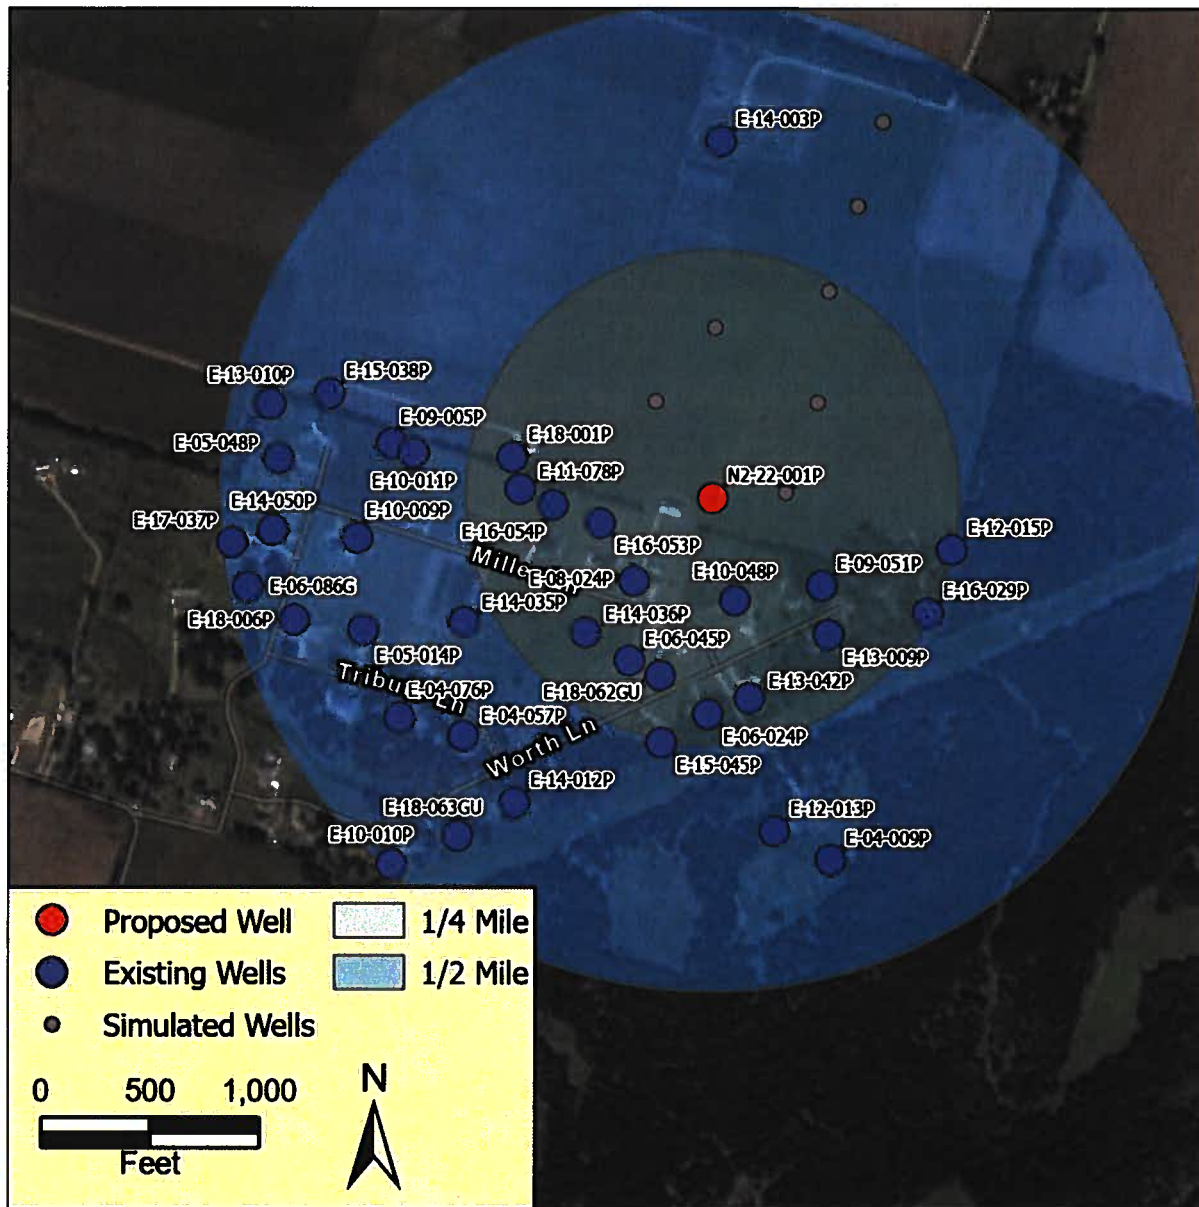 E-14-003P
E-13-010P
E-15-038P
E-09-005P
E-05-048P
E-18-001P
E-10-011P
E-11-078P
N2-22-001P
E-14-050P
E-10-009P
E-17-037P
E-16-054P
E-16-053P
E-12-015P
Mille
E-08-024P
E-10-048P
E-09-051P
E-06-086G
E-16-029P
E-18-006P
E-14-035P
E-14-036P
E-06-045P
E-13-009P
E-05-014P
E-18-062GU
E-13-042P
Tribu Ln
E-04-076P
E-04-057P
E-06-024P
Worth Ln
E-15-045P
E-14-012P
E-18-063GU
E-12-013P
E-10-010P
E-04-009P
Proposed Well
1/4 Mile
Existing Wells
1/2 Mile
Simulated Wells
0 500 1,000
Feet
N